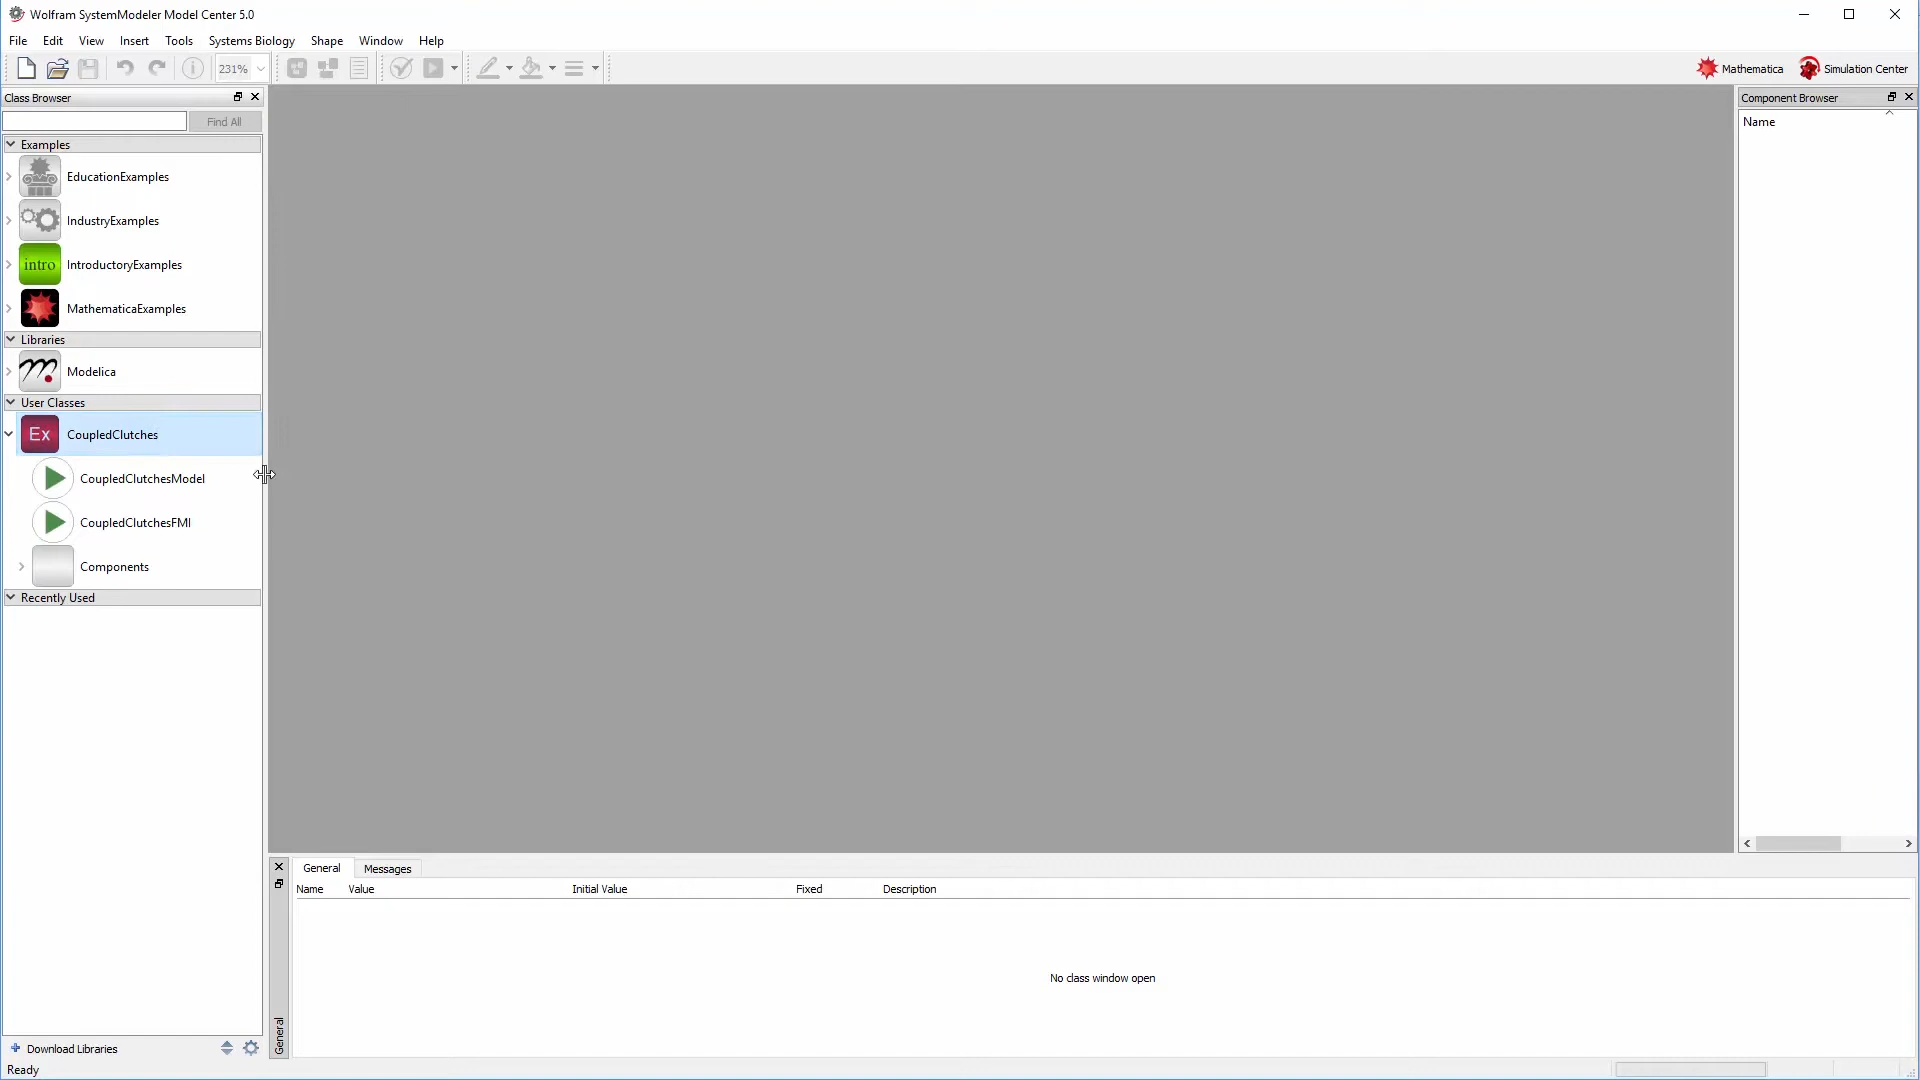 Wolfram SystemModeler Model Center 5.0
File Edit View Insert Tools Systems Biology Shape Window Help
231% Mathematica Simulation Center
Class Browser
Find All
Examples
EducationExamples
IndustryExamples
intro IntroductoryExamples
MathematicaExamples
Libraries
m Modelica
User Classes
Ex CoupledClutches
CoupledClutchesModel
CoupledClutchesFMI
Components
Recently Used
Download Libraries
Ready
Component Browser
Name
General Messages
Name Value Initial Value Fixed Description
No class window open
General